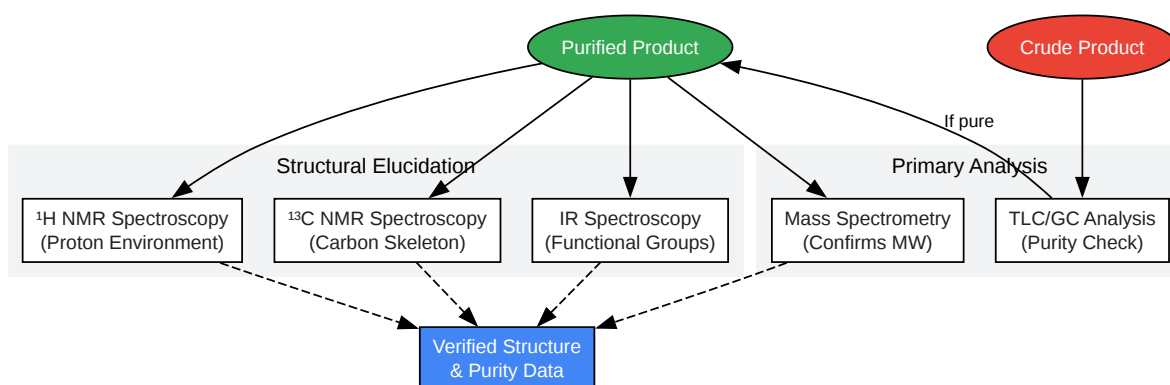 Purified Product
Crude Product
If pure
Structural Elucidation
Primary Analysis
¹H NMR Spectroscopy
(Proton Environment)
¹³C NMR Spectroscopy
(Carbon Skeleton)
IR Spectroscopy
(Functional Groups)
Mass Spectrometry
(Confirms MW)
TLC/GC Analysis
(Purity Check)
Verified Structure
& Purity Data